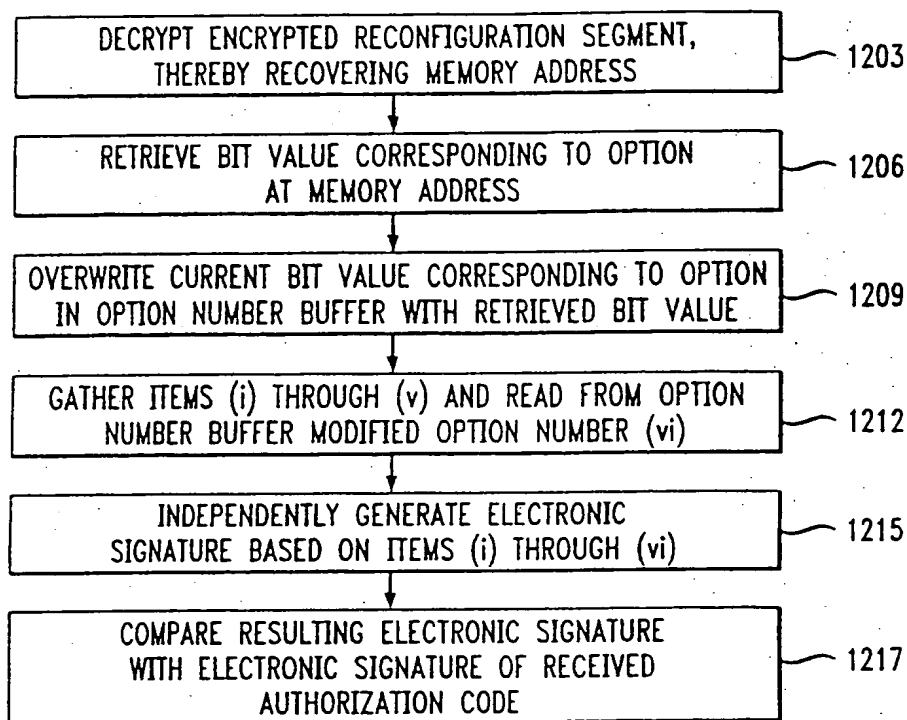 DECRYPT ENCRYPTED RECONFIGURATION SEGMENT,
THEREBY RECOVERING MEMORY ADDRESS
1203
RETRIEVE BIT VALUE CORRESPONDING TO OPTION
AT MEMORY ADDRESS
1206
OVERWRITE CURRENT BIT VALUE CORRESPONDING TO OPTION
IN OPTION NUMBER BUFFER WITH RETRIEVED BIT VALUE
1209
GATHER ITEMS (i) THROUGH (v) AND READ FROM OPTION
NUMBER BUFFER MODIFIED OPTION NUMBER (vi)
1212
INDEPENDENTLY GENERATE ELECTRONIC
SIGNATURE BASED ON ITEMS (i) THROUGH (vi)
1215
COMPARE RESULTING ELECTRONIC SIGNATURE
WITH ELECTRONIC SIGNATURE OF RECEIVED
AUTHORIZATION CODE
1217